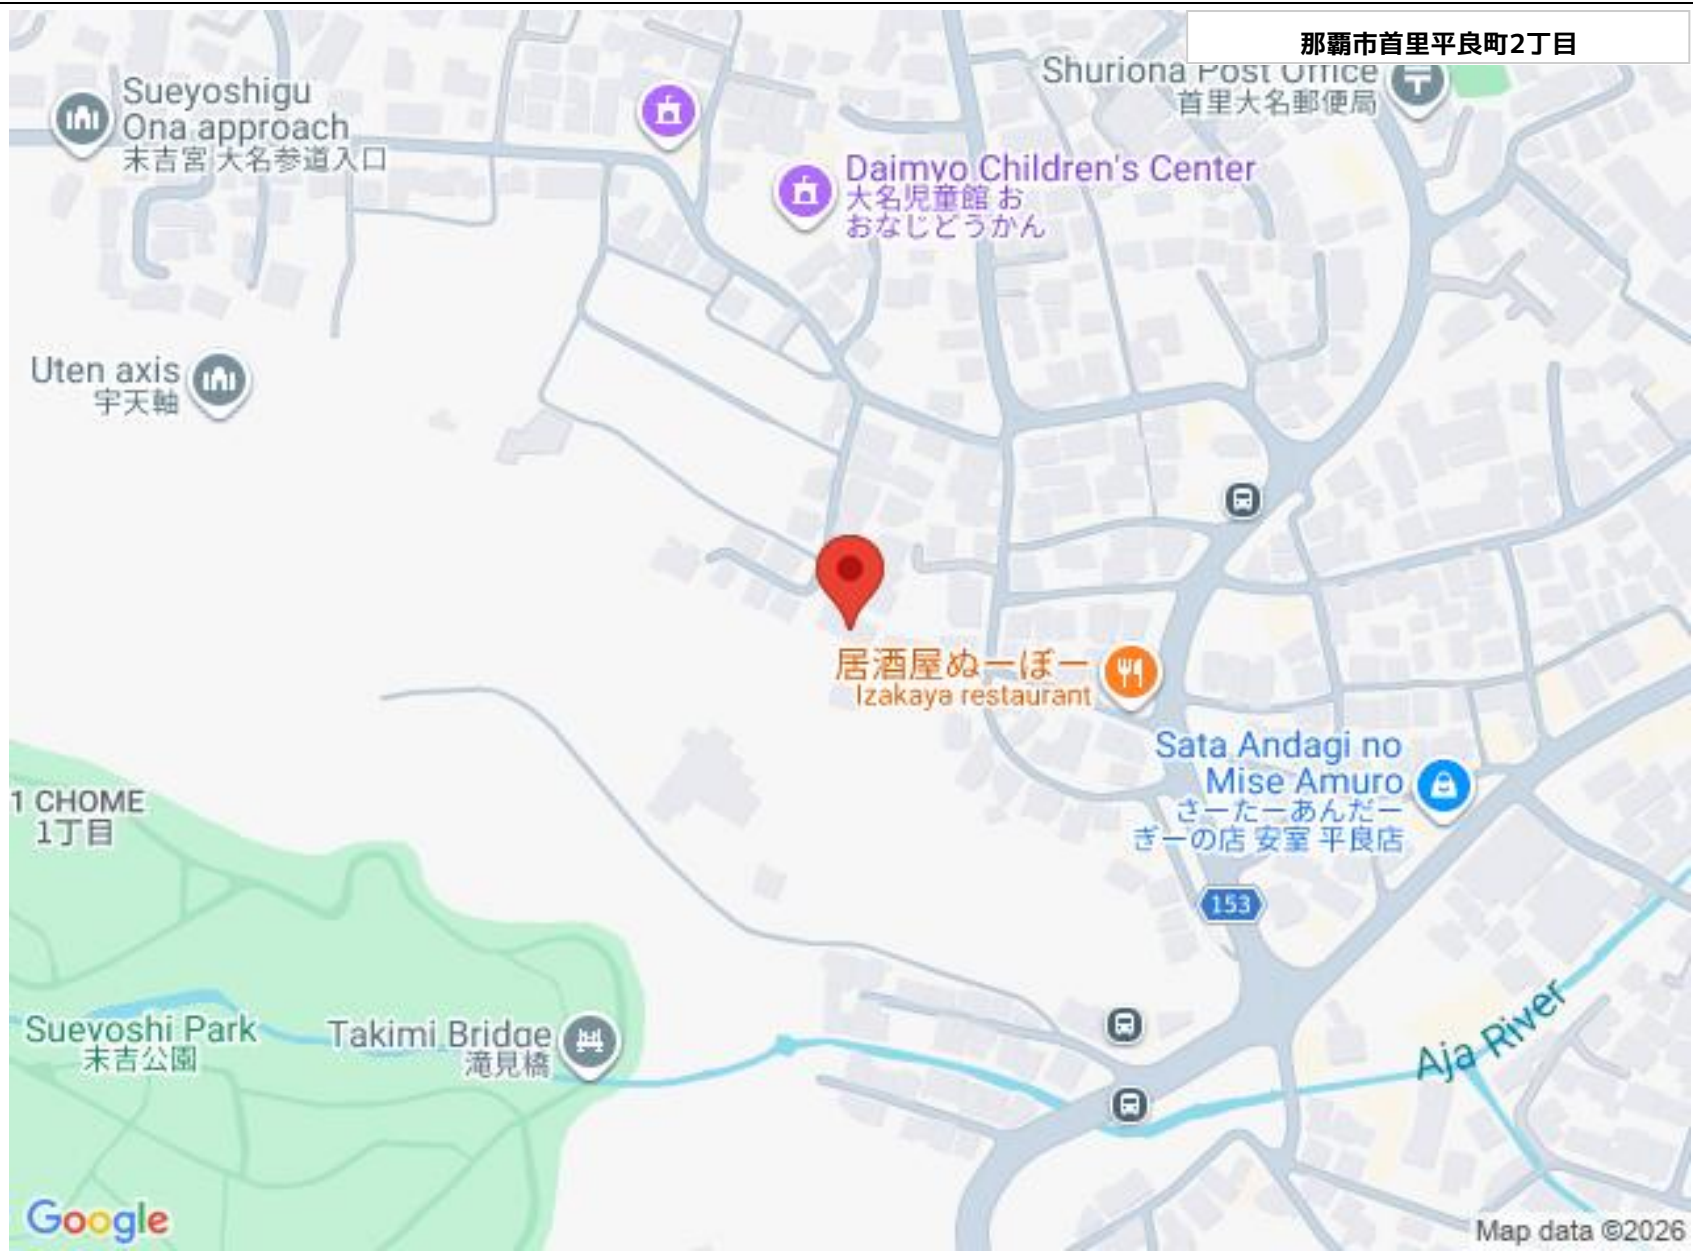 那覇市首里平良町2丁目
Shuriona Post Office
首里大名郵便局
Sueyoshigu
Ona approach
末吉宮 大名参道入口
Daimyo Children's Center
大名児童館 お
おなじどうかん
Uten axis
宇天軸
居酒屋ぬーぼー
Izakaya restaurant
Sata Andagi no
Mise Amuro
さーたーあんだー
ぎーの店 安室 平良店
1 CHOME
1丁目
153
Sueyoshi Park
末吉公園
Takimi Bridge
滝見橋
Aja River
Google
Map data ©2026